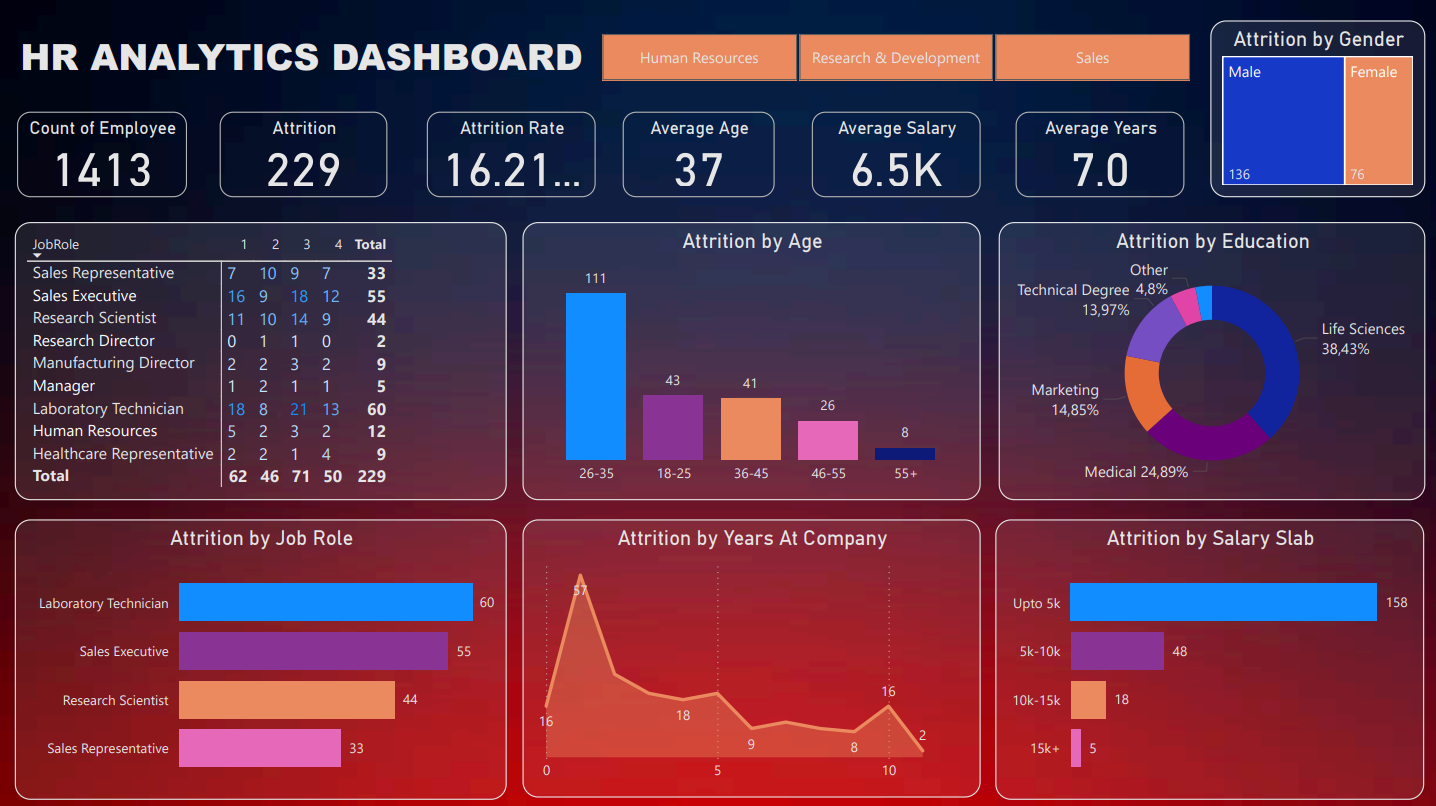 HR ANALYTICS DASHBOARD
Human Resources
Research & Development
Sales
Attrition by Gender
Male
Female
136
76
Count of Employee
1413
Attrition
229
Attrition Rate
16.21...
Average Age
37
Average Salary
6.5K
Average Years
7.0
JobRole 1 2 3 4 Total
Sales Representative 7 10 9 7 33
Sales Executive 16 9 18 12 55
Research Scientist 11 10 14 9 44
Research Director 0 1 1 0 2
Manufacturing Director 2 2 3 2 9
Manager 1 2 1 1 5
Laboratory Technician 18 8 21 13 60
Human Resources 5 2 3 2 12
Healthcare Representative 2 2 1 4 9
Total 62 46 71 50 229
Attrition by Age
111
43
41
26
8
26-35 18-25 36-45 46-55 55+
Attrition by Education
Other
4,8%
Technical Degree
13,97%
Life Sciences
38,43%
Marketing
14,85%
Medical 24,89%
Attrition by Job Role
Laboratory Technician 60
Sales Executive 55
Research Scientist 44
Sales Representative 33
Attrition by Years At Company
57
16
18
9
8
16
2
0 5 10
Attrition by Salary Slab
Upto 5k 158
5k-10k 48
10k-15k 18
15k+ 5